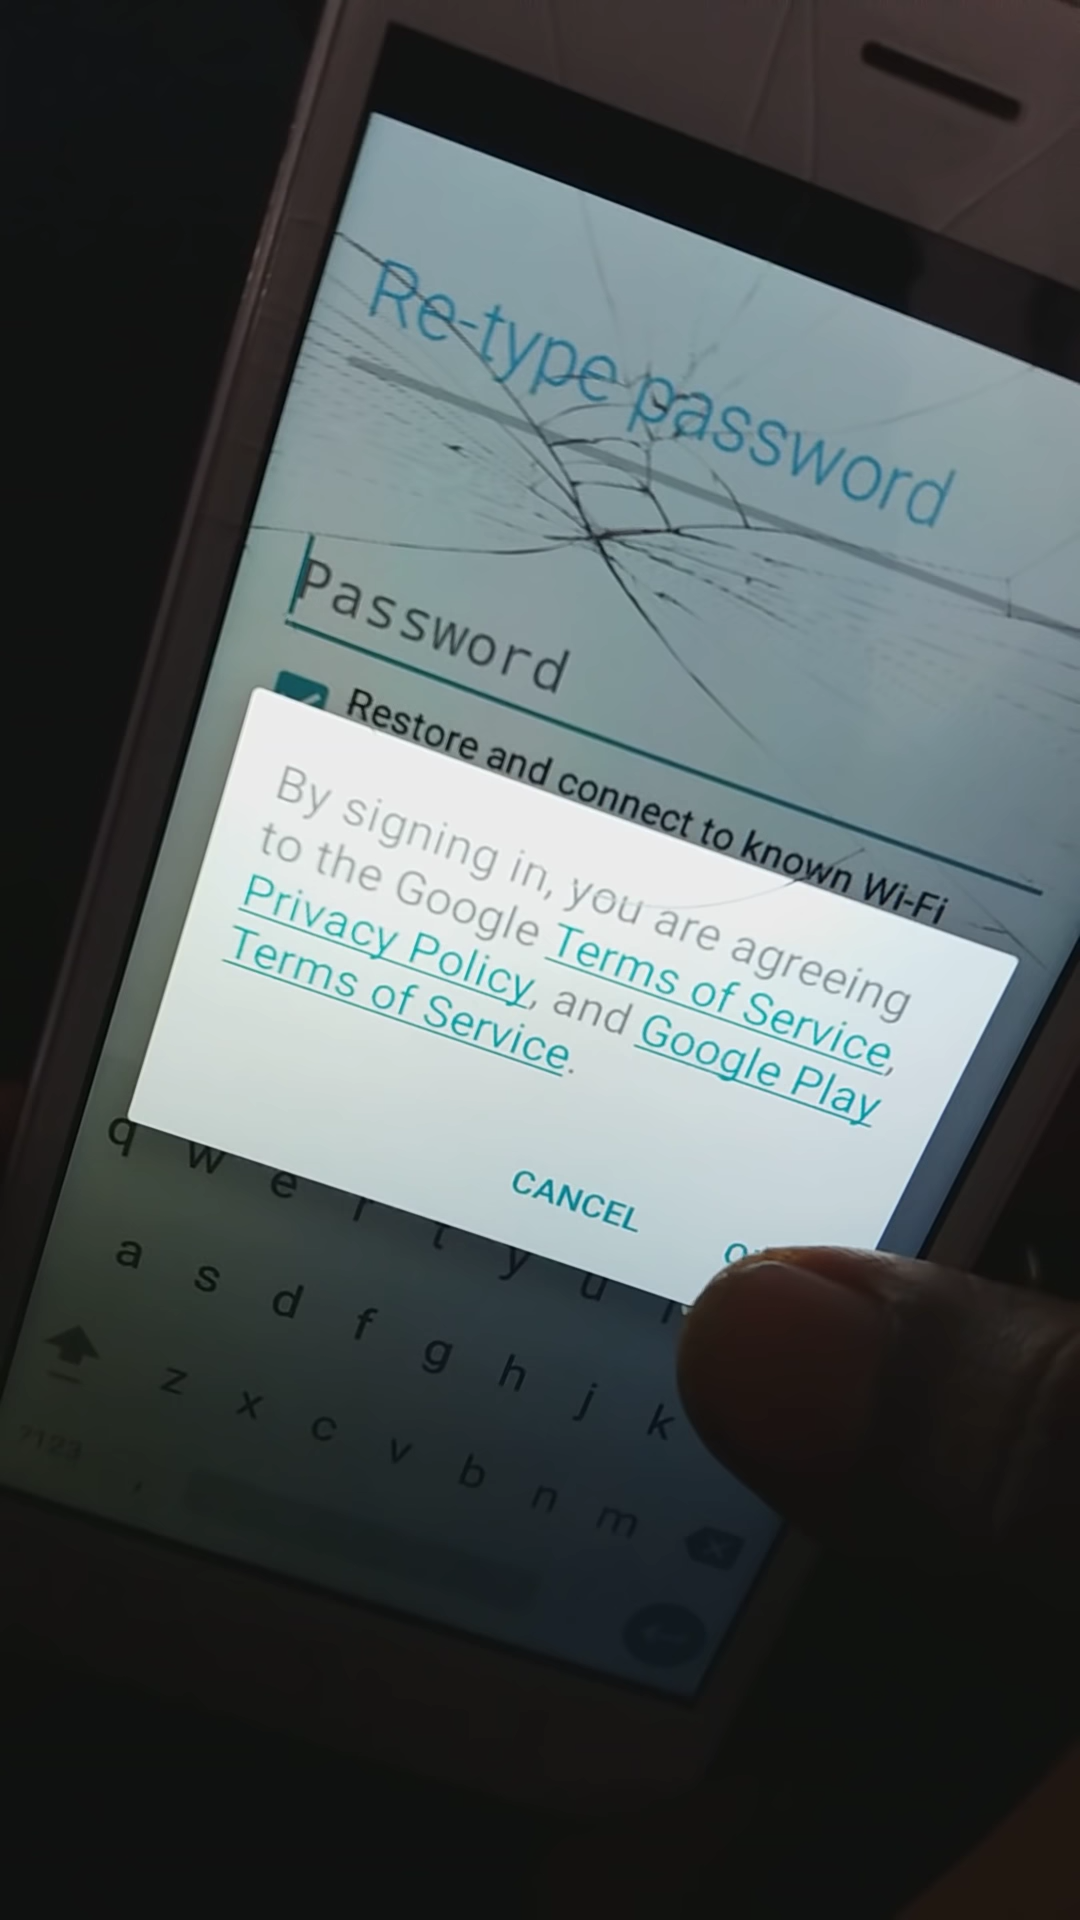 Re-type password
Password
Restore and connect to known Wi-Fi
By signing in, you are agreeing
to the Google Terms of Service,
Privacy Policy, and Google Play
Terms of Service.
CANCEL
q w e r t y u i
a s d f g h j k
z x c v b n m
?123 ,